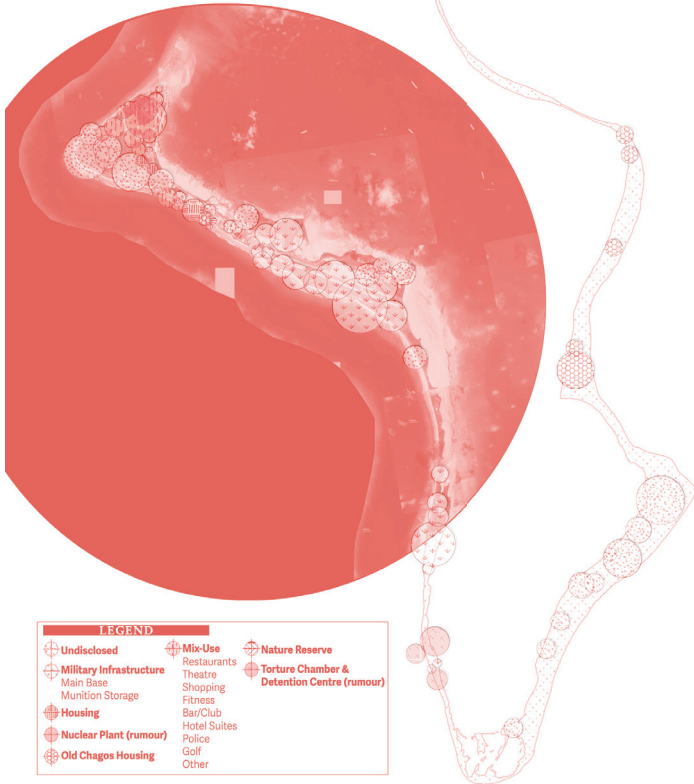 LEGEND
Undisclosed
Military Infrastructure
Main Base
Munition Storage
Housing
Nuclear Plant (rumour)
Old Chagos Housing
Mix-Use
Restaurants
Theatre
Shopping
Fitness
Bar/Club
Hotel Suites
Police
Golf
Other
Nature Reserve
Torture Chamber &
Detention Centre (rumour)